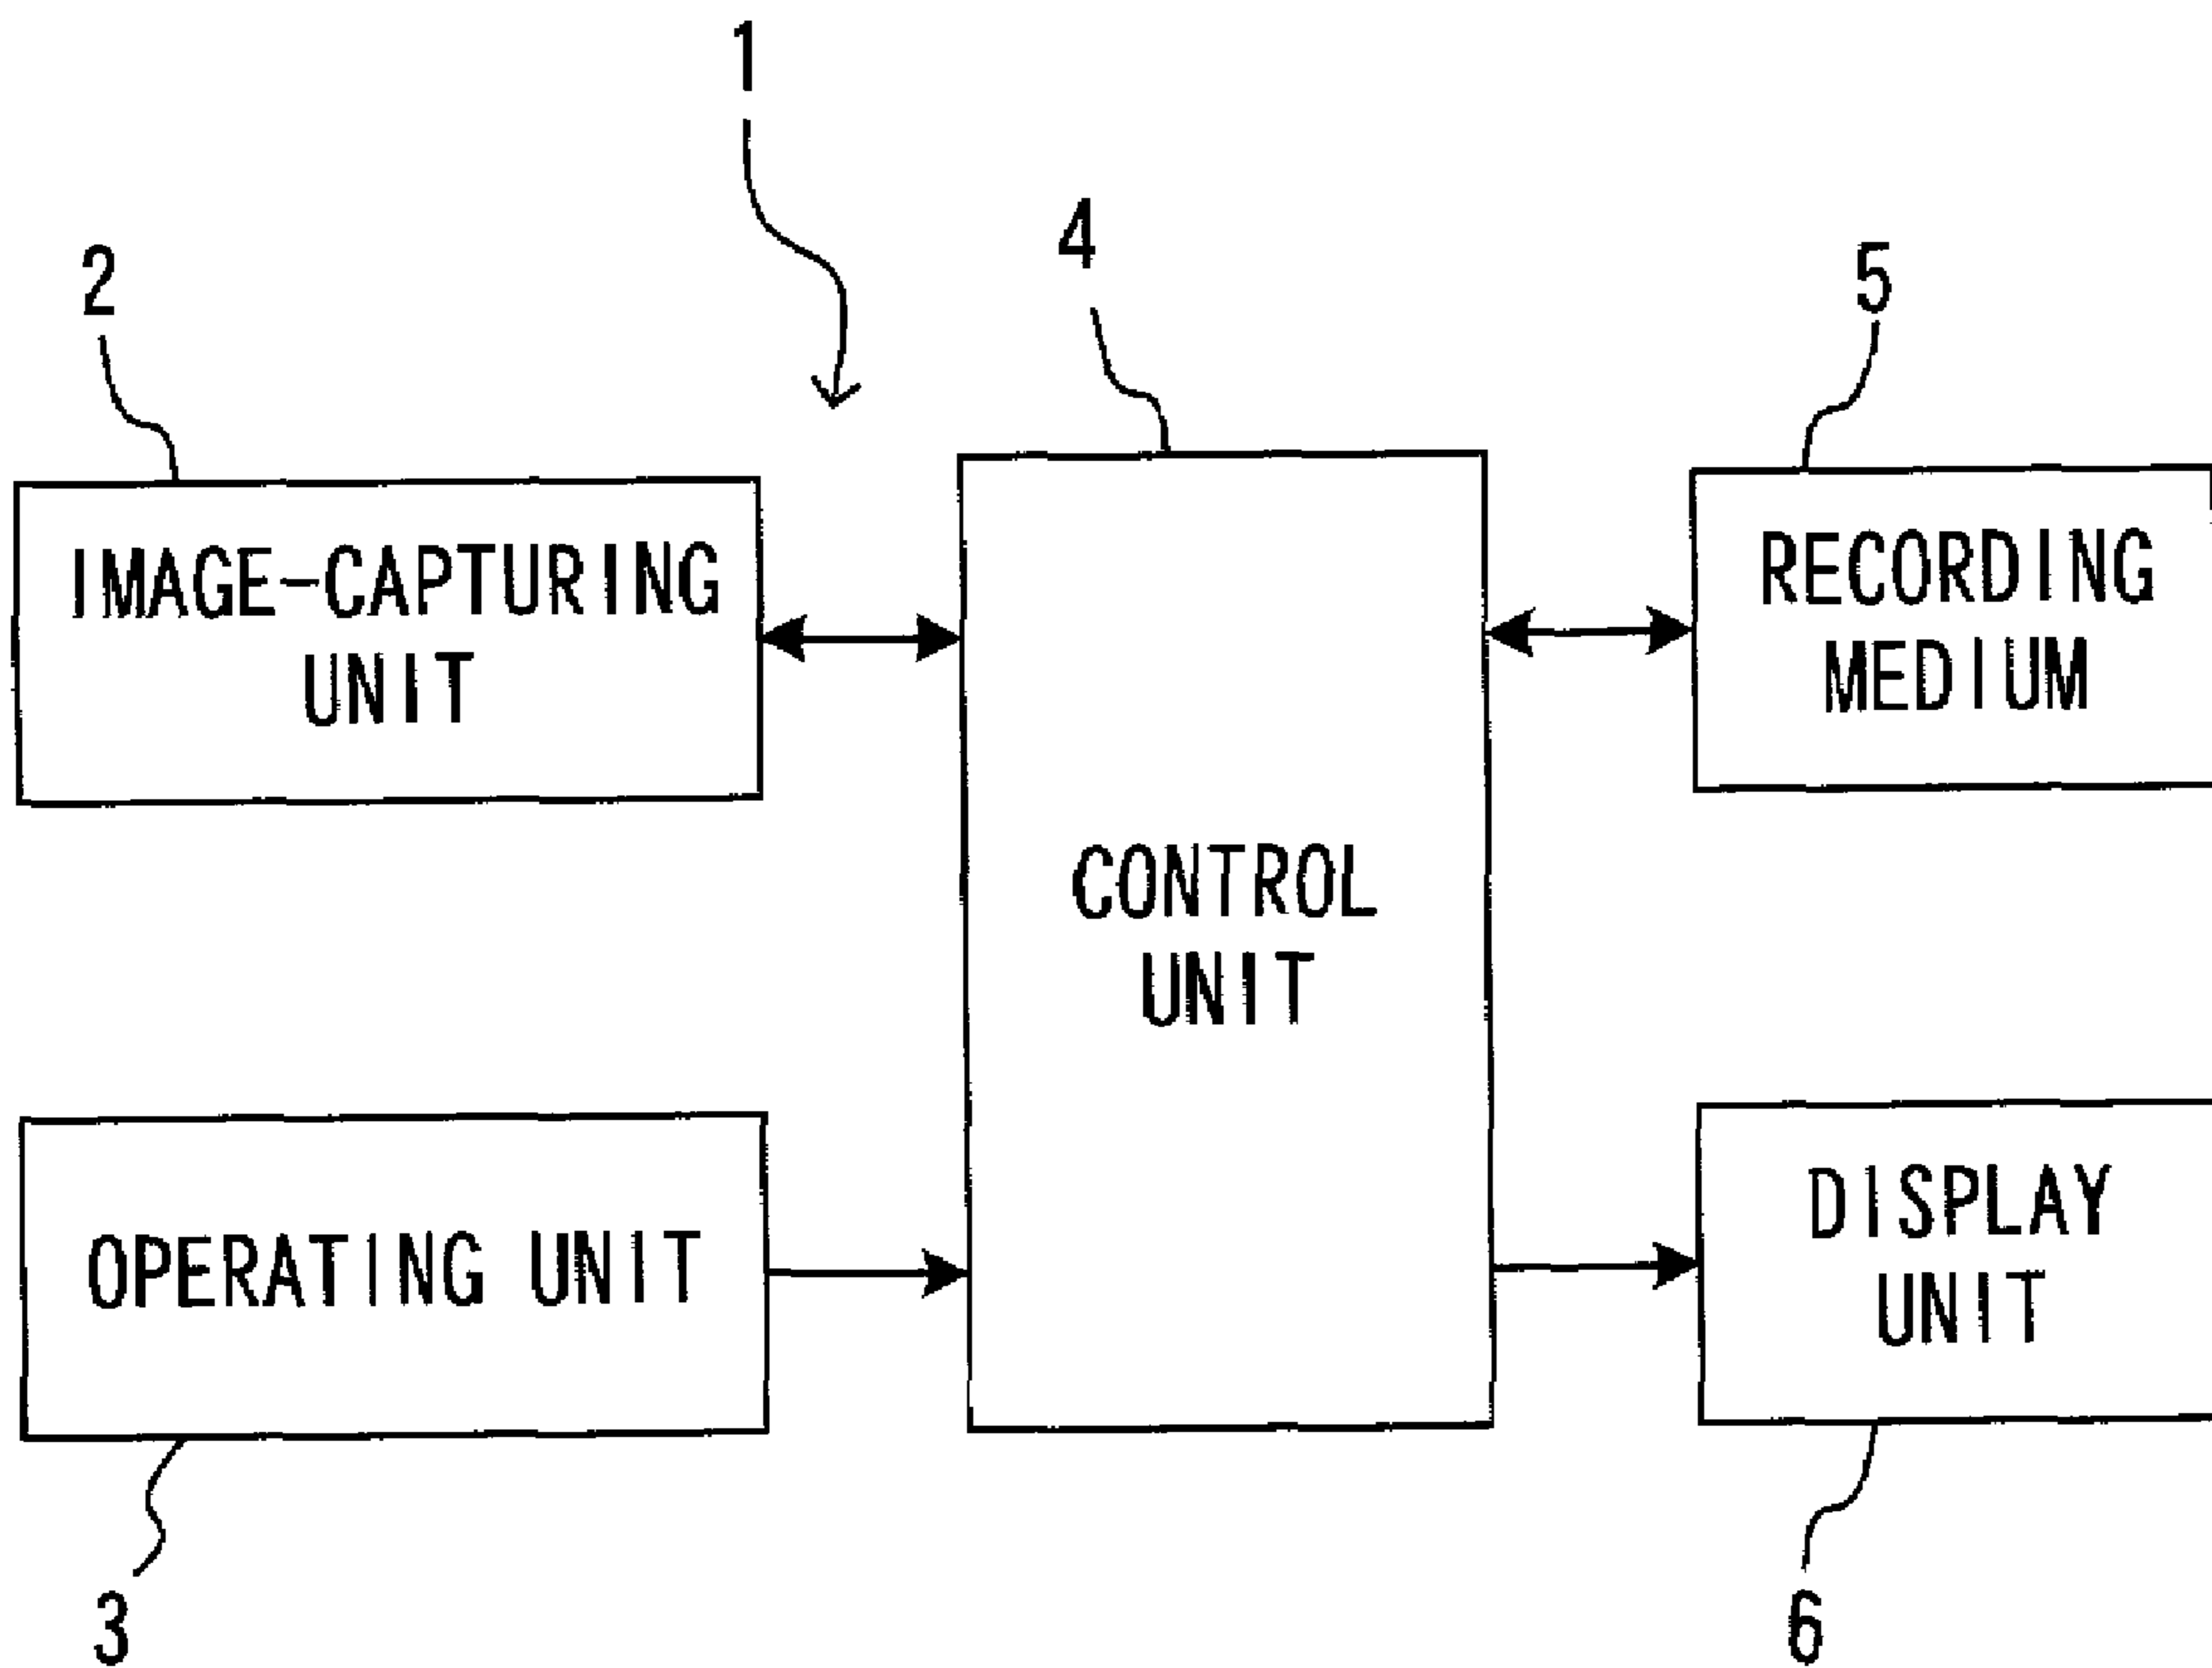 1
2
4
5
IMAGE-CAPTURING
UNIT
RECORDING
MEDIUM
CONTROL
UNIT
OPERATING UNIT
DISPLAY
UNIT
3
6